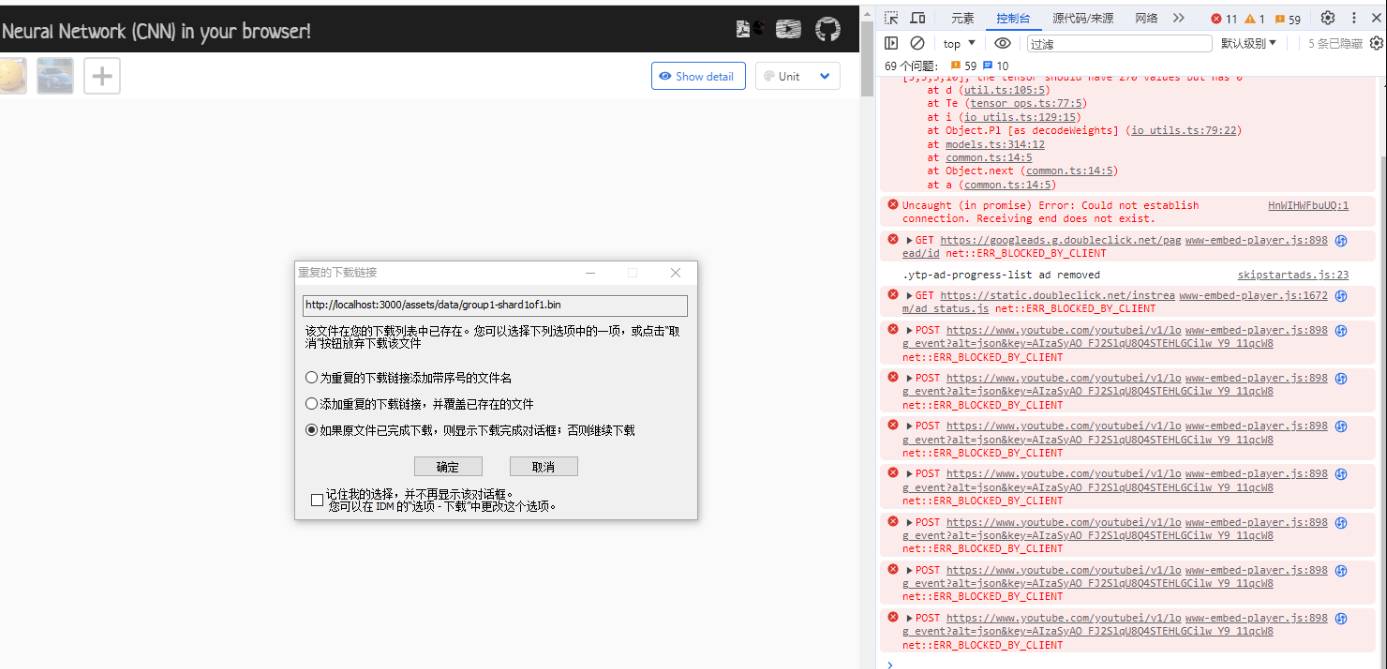 Neural Network (CNN) in your browser!
Show detail
Unit
重复的下载链接
http://localhost:3000/assets/data/group1-shard1of1.bin
该文件在您的下载列表中已存在。您可以选择下列选项中的一项，或点击"取
消"按钮放弃下载该文件
为重复的下载链接添加带序号的文件名
添加重复的下载链接，并覆盖已存在的文件
如果原文件已完成下载，则显示下载完成对话框；否则继续下载
确定 取消
记住我的选择，并不再显示该对话框。
您可以在 IDM 的"选项 - 下载"中更改这个选项。
元素 控制台 源代码/来源 网络 11 1 59
top 过滤 默认级别 5 条已隐藏
69 个问题: 59 10
[3,3,3,10], the tensor should have 270 values but has 0
at d (util.ts:105:5)
at Te (tensor_ops.ts:77:5)
at i (io_utils.ts:129:15)
at Object.Pl [as decodeWeights] (io_utils.ts:79:22)
at models.ts:314:12
at common.ts:14:5
at Object.next (common.ts:14:5)
at a (common.ts:14:5)
Uncaught (in promise) Error: Could not establish HnWIHWFbuUQ:1
connection. Receiving end does not exist.
GET https://googleads.g.doubleclick.net/pag www-embed-player.js:898
ead/id net::ERR_BLOCKED_BY_CLIENT
.ytp-ad-progress-list ad removed skipstartads.js:23
GET https://static.doubleclick.net/instrea www-embed-player.js:1672
m/ad_status.js net::ERR_BLOCKED_BY_CLIENT
POST https://www.youtube.com/youtubei/v1/lo www-embed-player.js:898
g_event?alt=json&key=AIzaSyAO_FJ2SlqU8Q4STEHLGCilw_Y9_11qcW8
net::ERR_BLOCKED_BY_CLIENT
POST https://www.youtube.com/youtubei/v1/lo www-embed-player.js:898
g_event?alt=json&key=AIzaSyAO_FJ2SlqU8Q4STEHLGCilw_Y9_11qcW8
net::ERR_BLOCKED_BY_CLIENT
POST https://www.youtube.com/youtubei/v1/lo www-embed-player.js:898
g_event?alt=json&key=AIzaSyAO_FJ2SlqU8Q4STEHLGCilw_Y9_11qcW8
net::ERR_BLOCKED_BY_CLIENT
POST https://www.youtube.com/youtubei/v1/lo www-embed-player.js:898
g_event?alt=json&key=AIzaSyAO_FJ2SlqU8Q4STEHLGCilw_Y9_11qcW8
net::ERR_BLOCKED_BY_CLIENT
POST https://www.youtube.com/youtubei/v1/lo www-embed-player.js:898
g_event?alt=json&key=AIzaSyAO_FJ2SlqU8Q4STEHLGCilw_Y9_11qcW8
net::ERR_BLOCKED_BY_CLIENT
POST https://www.youtube.com/youtubei/v1/lo www-embed-player.js:898
g_event?alt=json&key=AIzaSyAO_FJ2SlqU8Q4STEHLGCilw_Y9_11qcW8
net::ERR_BLOCKED_BY_CLIENT
POST https://www.youtube.com/youtubei/v1/lo www-embed-player.js:898
g_event?alt=json&key=AIzaSyAO_FJ2SlqU8Q4STEHLGCilw_Y9_11qcW8
net::ERR_BLOCKED_BY_CLIENT